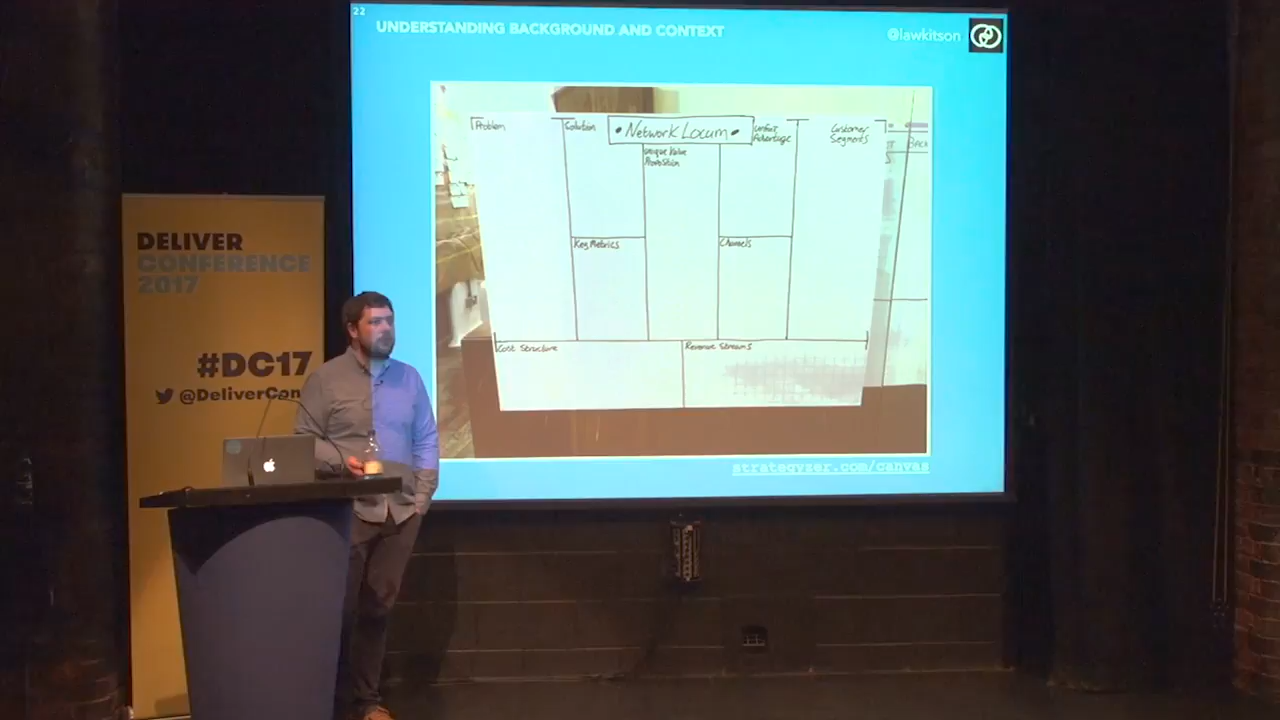 22
UNDERSTANDING BACKGROUND AND CONTEXT
@lawkitson
Problem
Solution
• Network Locum •
Unfair
Advantage
Customer
Segments
Unique Value
Proposition
Key Metrics
Channels
Cost Structure
Revenue Streams
BACK
strategyzer.com/canvas
DELIVER
CONFERENCE
2017
#DC17
@DeliverCon